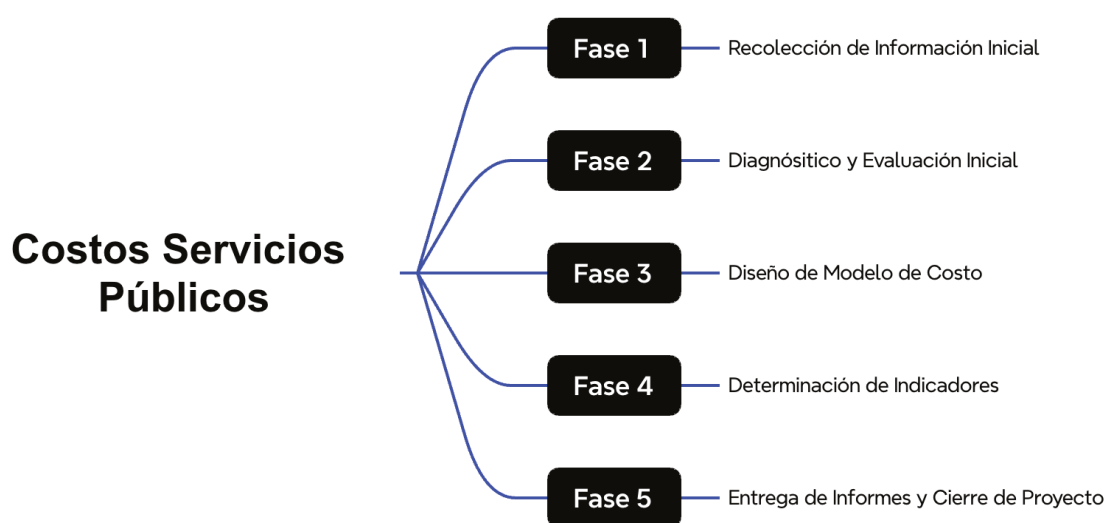 Costos Servicios
Públicos
Fase 1
Recolección de Información Inicial
Fase 2
Diagnósitico y Evaluación Inicial
Fase 3
Diseño de Modelo de Costo
Fase 4
Determinación de Indicadores
Fase 5
Entrega de Informes y Cierre de Proyecto